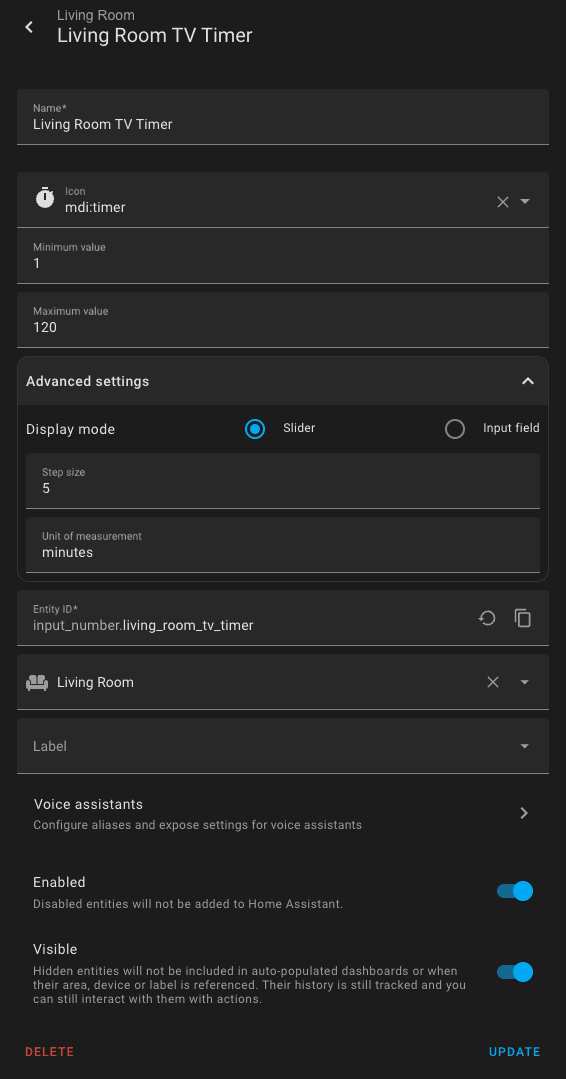 Living Room
Living Room TV Timer
Name*
Living Room TV Timer
Icon
mdi:timer
Minimum value
1
Maximum value
120
Advanced settings
Display mode
Slider
Input field
Step size
5
Unit of measurement
minutes
Entity ID*
input_number.living_room_tv_timer
Living Room
Label
Voice assistants
Configure aliases and expose settings for voice assistants
Enabled
Disabled entities will not be added to Home Assistant.
Visible
Hidden entities will not be included in auto-populated dashboards or when
their area, device or label is referenced. Their history is still tracked and you
can still interact with them with actions.
DELETE
UPDATE